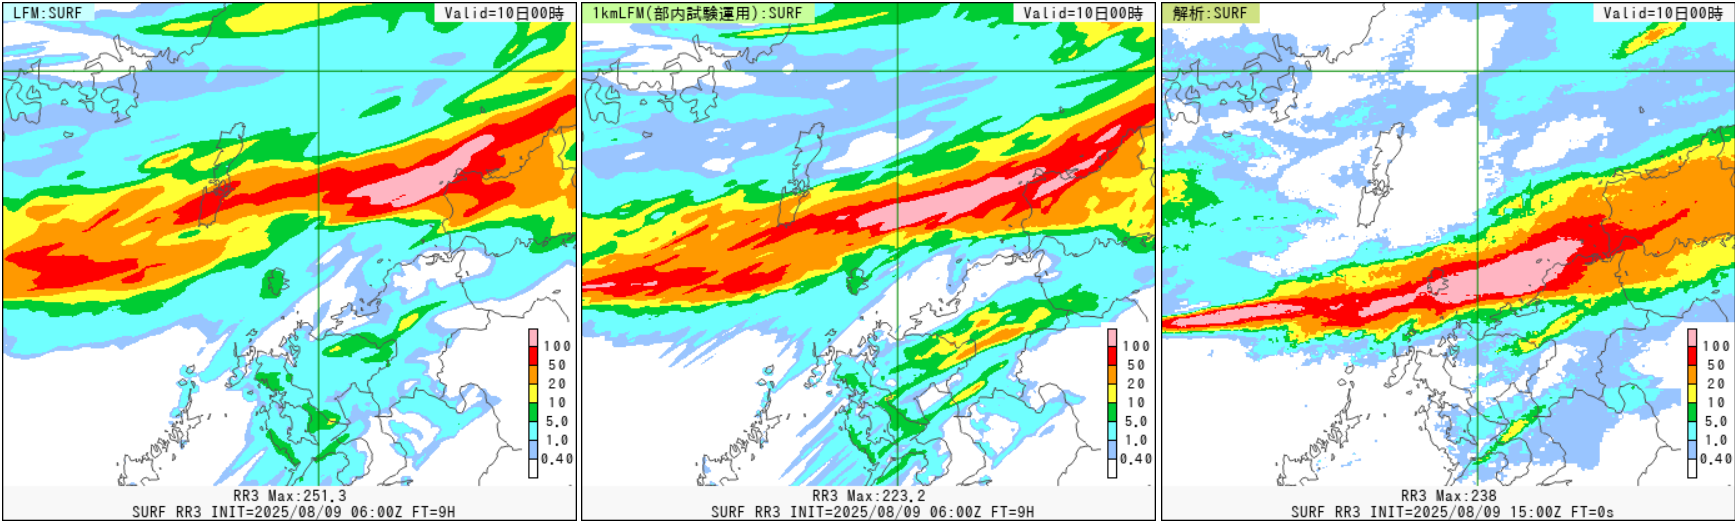 LFM:SURF
Valid=10日00時
100
50
20
10
5.0
1.0
0.40
RR3 Max:251.3
SURF RR3 INIT=2025/08/09 06:00Z FT=9H
1kmLFM(部内試験運用):SURF
Valid=10日00時
100
50
20
10
5.0
1.0
0.40
RR3 Max:223.2
SURF RR3 INIT=2025/08/09 06:00Z FT=9H
解析:SURF
Valid=10日00時
100
50
20
10
5.0
1.0
0.40
RR3 Max:238
SURF RR3 INIT=2025/08/09 15:00Z FT=0s